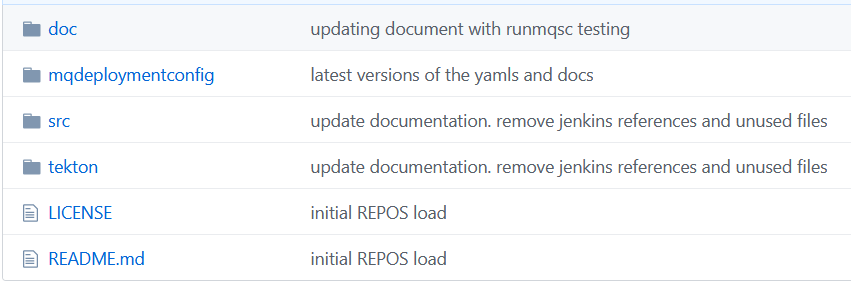 doc updating document with runmqsc testing
mqdeploymentconfig latest versions of the yamls and docs
src update documentation. remove jenkins references and unused files
tekton update documentation. remove jenkins references and unused files
LICENSE initial REPOS load
README.md initial REPOS load